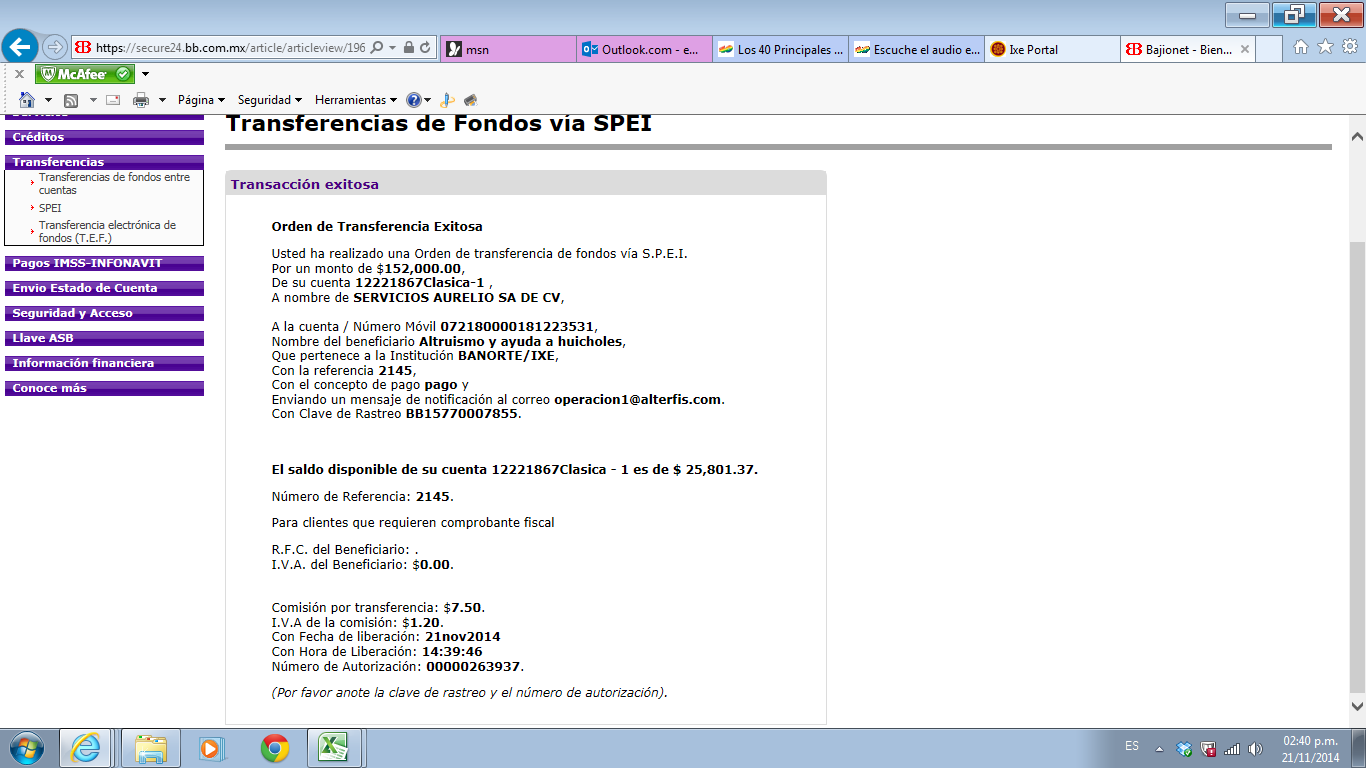 https://secure24.bb.com.mx/article/articleview/196
msn
Outlook.com - e...
Los 40 Principales ...
Escuche el audio e...
Ixe Portal
Bajionet - Bien...
McAfee
Página
Seguridad
Herramientas
Créditos
Transferencias
Transferencias de fondos entre
cuentas
SPEI
Transferencia electrónica de
fondos (T.E.F.)
Pagos IMSS-INFONAVIT
Envio Estado de Cuenta
Seguridad y Acceso
Llave ASB
Información financiera
Conoce más
Transferencias de Fondos vía SPEI
Transacción exitosa
Orden de Transferencia Exitosa
Usted ha realizado una Orden de transferencia de fondos vía S.P.E.I.
Por un monto de $152,000.00,
De su cuenta 12221867Clasica-1 ,
A nombre de SERVICIOS AURELIO SA DE CV,
A la cuenta / Número Móvil 072180000181223531,
Nombre del beneficiario Altruismo y ayuda a huicholes,
Que pertenece a la Institución BANORTE/IXE,
Con la referencia 2145,
Con el concepto de pago pago y
Enviando un mensaje de notificación al correo operacion1@alterfis.com.
Con Clave de Rastreo BB15770007855.
El saldo disponible de su cuenta 12221867Clasica - 1 es de $ 25,801.37.
Número de Referencia: 2145.
Para clientes que requieren comprobante fiscal
R.F.C. del Beneficiario: .
I.V.A. del Beneficiario: $0.00.
Comisión por transferencia: $7.50.
I.V.A de la comisión: $1.20.
Con Fecha de liberación: 21nov2014
Con Hora de Liberación: 14:39:46
Número de Autorización: 00000263937.
(Por favor anote la clave de rastreo y el número de autorización).
ES
02:40 p.m.
21/11/2014